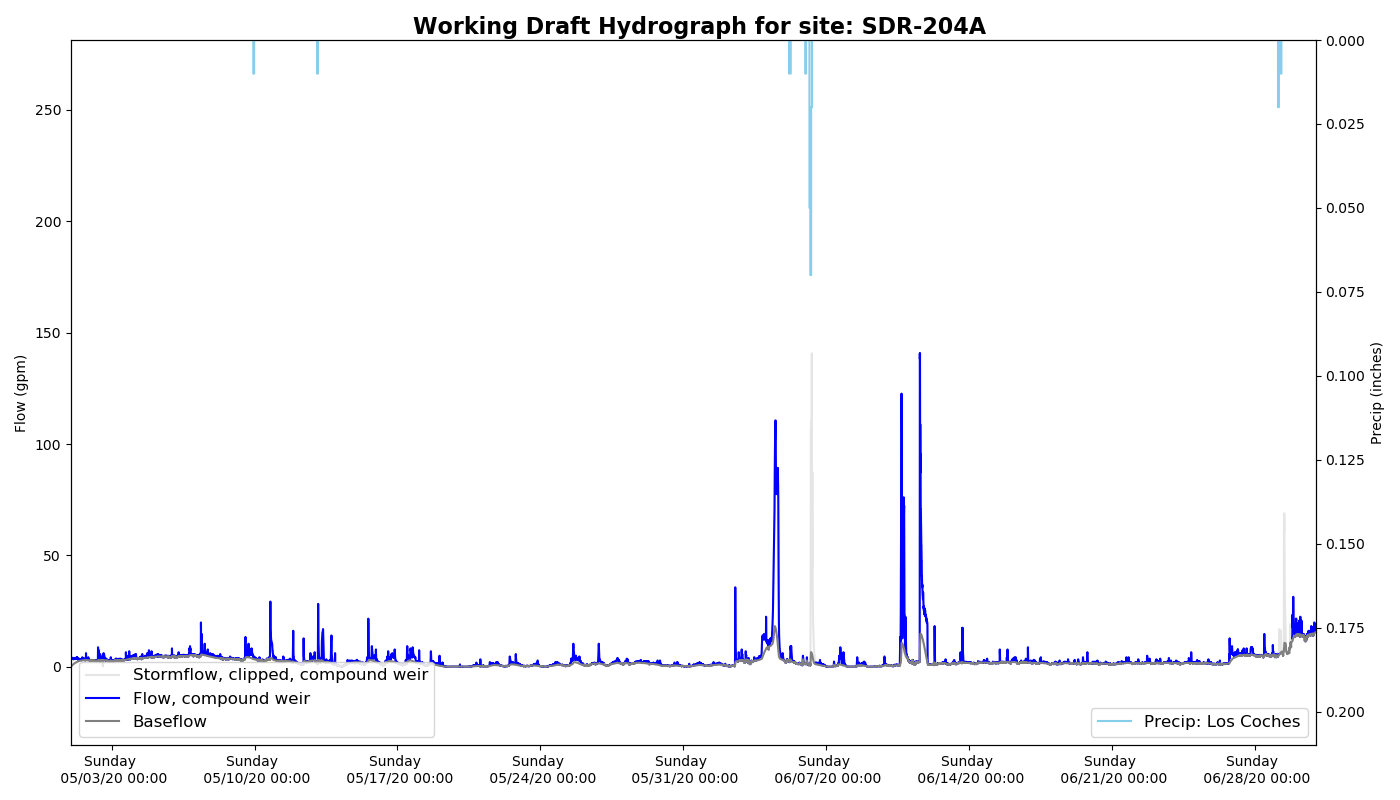 Working Draft Hydrograph for site: SDR-204A
Flow (gpm)
250
200
150
100
50
0
0.000
0.025
0.050
0.075
0.100
0.125
0.150
0.175
0.200
Precip (inches)
Stormflow, clipped, compound weir
Flow, compound weir
Baseflow
Precip: Los Coches
Sunday
05/03/20 00:00
Sunday
05/10/20 00:00
Sunday
05/17/20 00:00
Sunday
05/24/20 00:00
Sunday
05/31/20 00:00
Sunday
06/07/20 00:00
Sunday
06/14/20 00:00
Sunday
06/21/20 00:00
Sunday
06/28/20 00:00